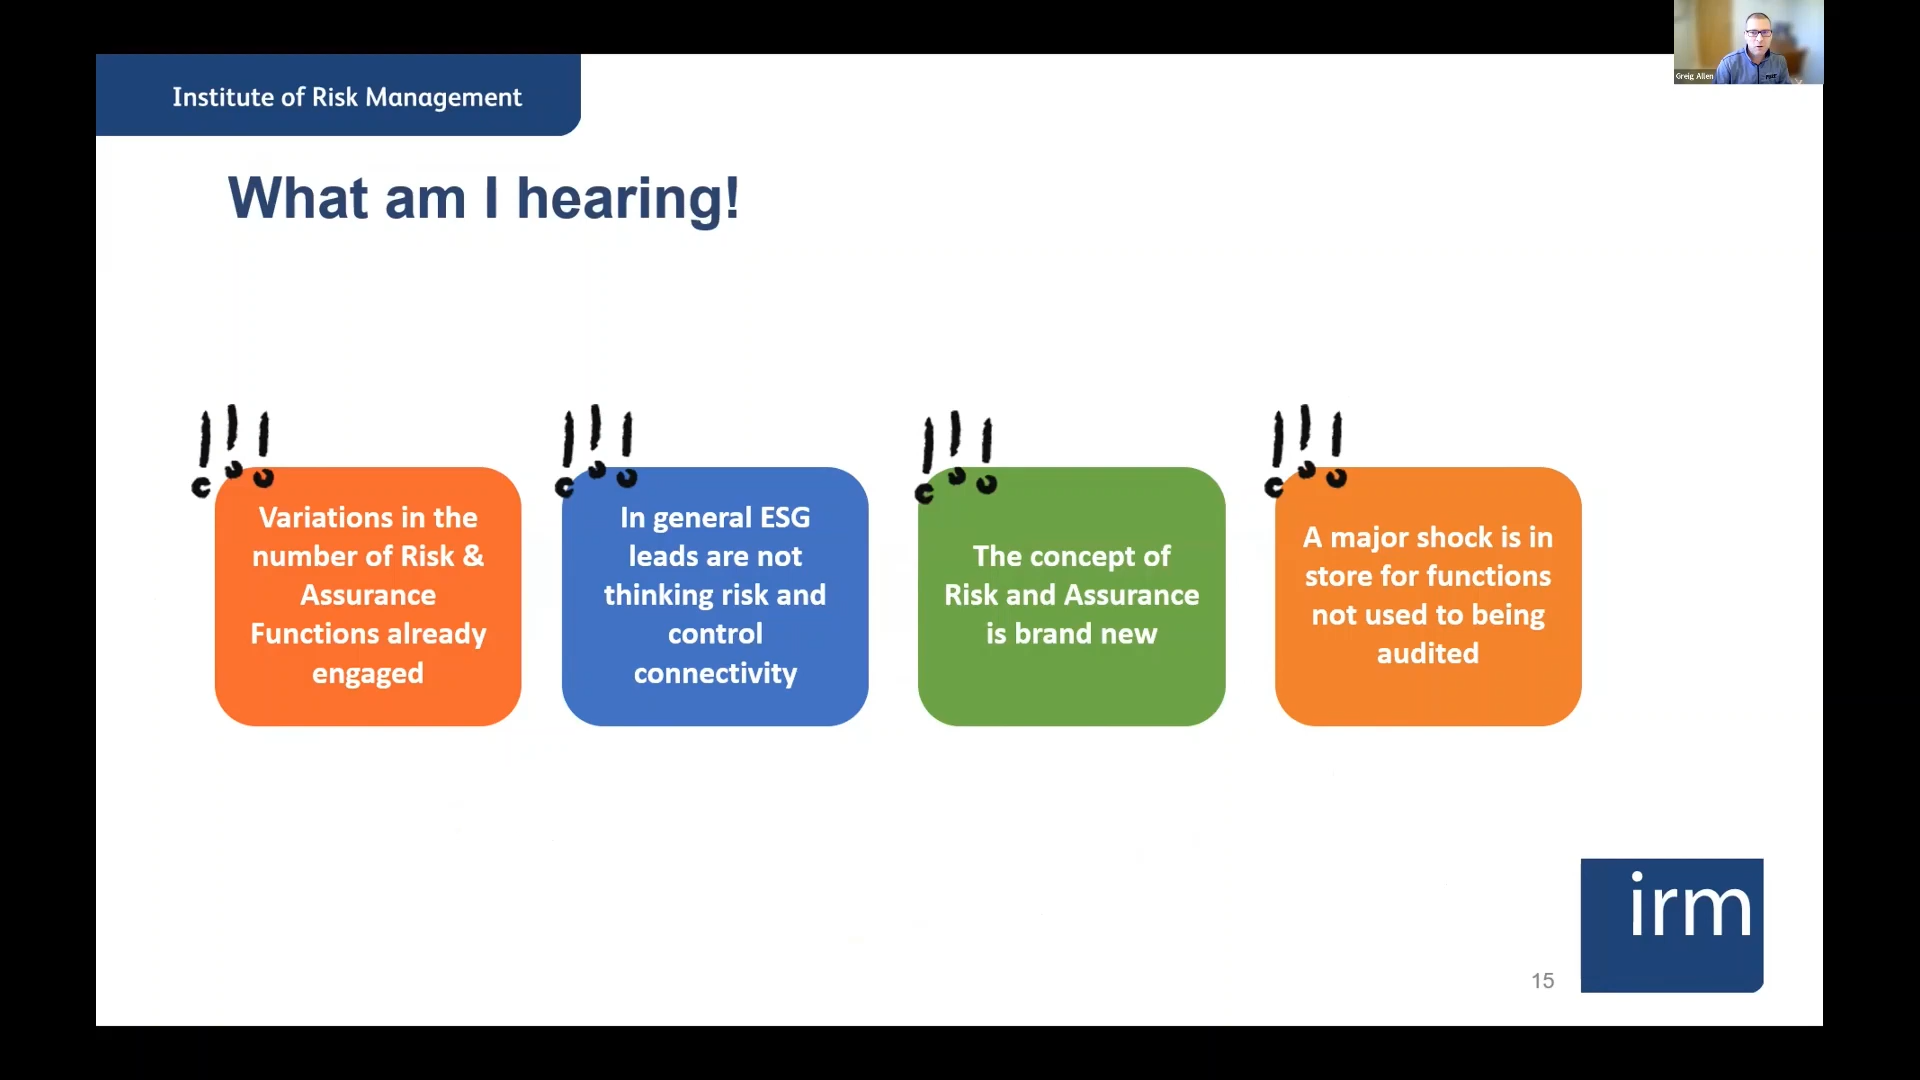 Greig Allen
Institute of Risk Management
What am I hearing!
!!!
!!!
!!!
!!!
Variations in the
number of Risk &
Assurance
Functions already
engaged
In general ESG
leads are not
thinking risk and
control
connectivity
The concept of
Risk and Assurance
is brand new
A major shock is in
store for functions
not used to being
audited
irm
15